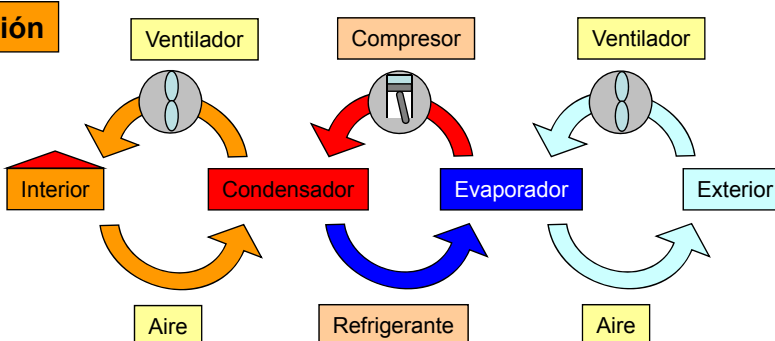 ión
Ventilador
Compresor
Ventilador
Interior
Condensador
Evaporador
Exterior
Aire
Refrigerante
Aire